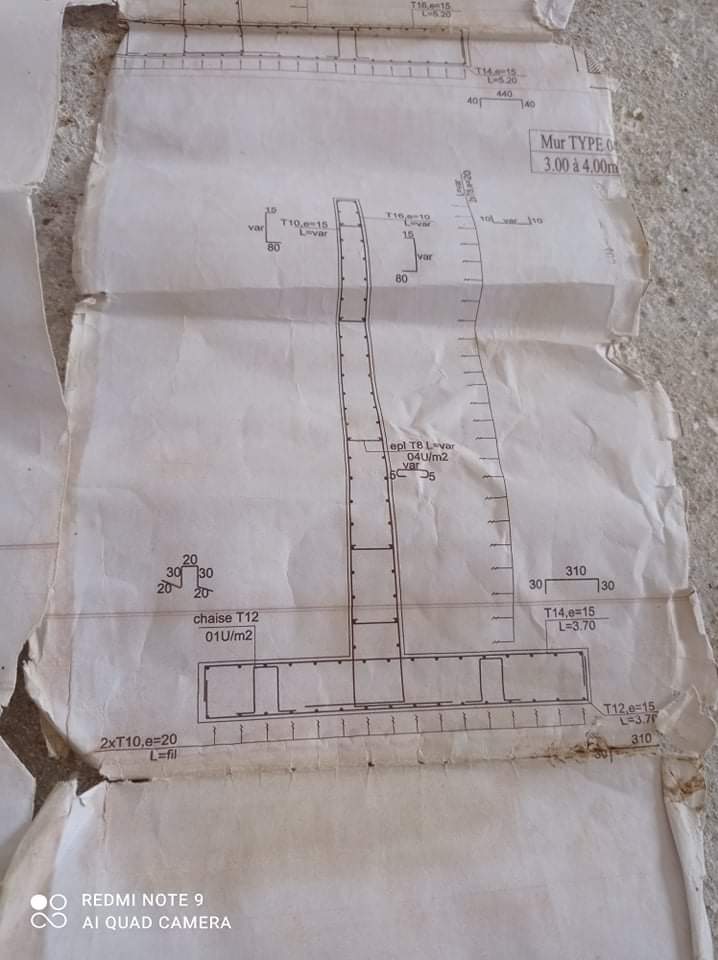 T16,e=15
L=5.20
T14,e=15
L=5.20
440
40
40
Mur TYPE
3.00 à 4.00m
15
var
80
T10,e=15
L=var
T16,e=10
L=var
15
var
80
L=var
10
var
10
epl T8 L=var
04U/m2
var
5
5
20
30
30
20
20
chaise T12
01U/m2
310
30
30
T14,e=15
L=3.70
T12,e=15
L=3.70
310
30
2xT10,e=20
L=fil
REDMI NOTE 9
AI QUAD CAMERA